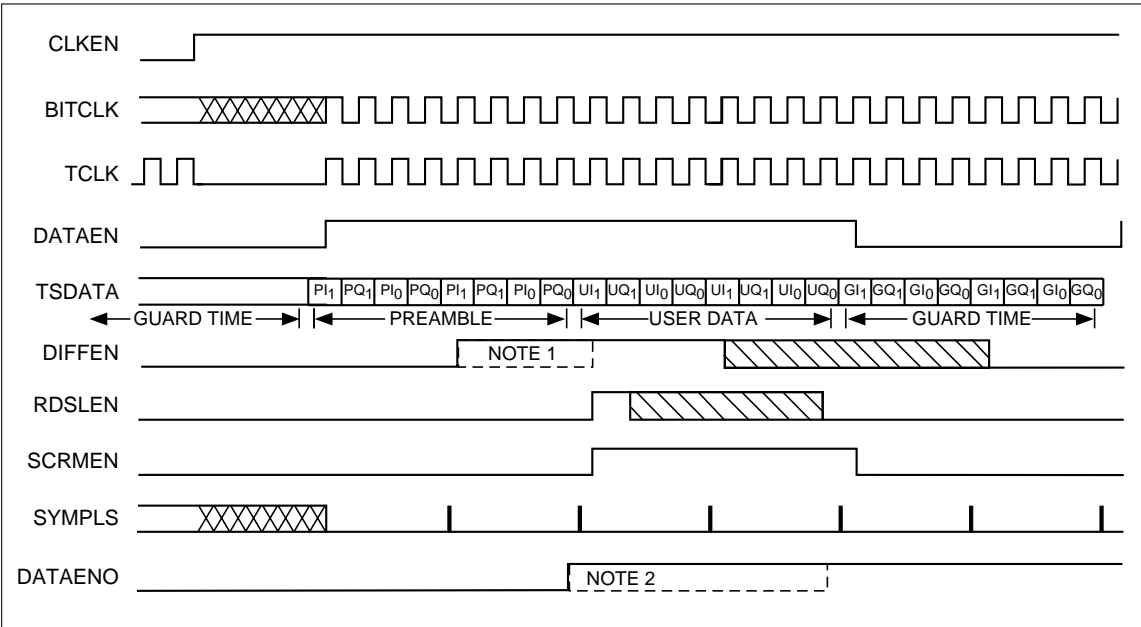 CLKEN
BITCLK
TCLK
DATAEN
TSDATA PI₁ PQ₁ PI₀ PQ₀ PI₁ PQ₁ PI₀ PQ₀ UI₁ UQ₁ UI₀ UQ₀ UI₁ UQ₁ UI₀ UQ₀ GI₁ GQ₁ GI₀ GQ₀ GI₁ GQ₁ GI₀ GQ₀
GUARD TIME PREAMBLE USER DATA GUARD TIME
DIFFEN NOTE 1
RDSLEN
SCRMEN
SYMPLS
DATAENO NOTE 2